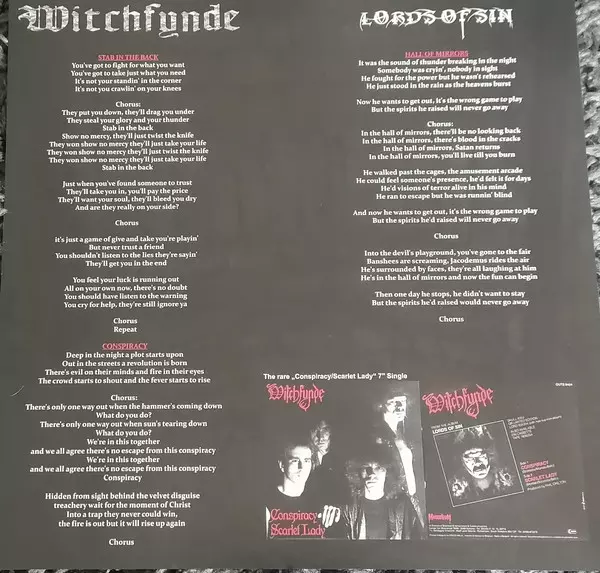 Witchfynde
LORDS OF SIN
STAB IN THE BACK
You've got to fight for what you want
You've got to take just what you need
It's not your standin' in the corner
It's not you crawlin' on your knees
Chorus:
They put you down, they'll drag you under
They steal your glory and your thunder
Stab in the back
Show no mercy, they'll just twist the knife
They won show no mercy they'll just take your life
They won show no mercy they'll just twist the knife
They won show no mercy they'll just take your life
Stab in the back
Just when you've found someone to trust
They'll take you in, you'll pay the price
They'll want your soul, they'll bleed you dry
And are they really on your side?
Chorus
it's just a game of give and take you're playin'
But never trust a friend
You shouldn't listen to the lies they're sayin'
They'll get you in the end
You feel your luck is running out
All on your own now, there's no doubt
You should have listen to the warning
You cry for help, they're still ignore ya
Chorus
Repeat
CONSPIRACY
Deep in the night a plot starts upon
Out in the streets a revolution is born
There's evil on their minds and fire in their eyes
The crowd starts to shout and the fever starts to rise
Chorus:
There's only one way out when the hammer's coming down
What do you do?
There's only one way out when sun's tearing down
What do you do?
We're in this together
and we all agree there's no escape from this conspiracy
We're in this together
and we all agree there's no escape from this conspiracy
Conspiracy
Hidden from sight behind the velvet disguise
treachery wait for the moment of Christ
Into a trap they never could win,
the fire is out but it will rise up again
Chorus
HALL OF MIRRORS
It was the sound of thunder breaking in the night
Somebody was cryin', nobody in sight
He fought for the power but he wasn't rehearsed
He just stood in the rain as the heavens burst
Now he wants to get out, it's the wrong game to play
But the spirits he raised will never go away
Chorus:
In the hall of mirrors, there'll be no looking back
In the hall of mirrors, there's blood in the cracks
In the hall of mirrors, Satan returns
In the hall of mirrors, you'll live till you burn
He walked past the cages, the amusement arcade
He could feel someone's presence, he'd felt it for days
He'd visions of terror alive in his mind
He ran to escape but he was runnin' blind
And now he wants to get out, it's the wrong game to play
But the spirits he'd raised will never go away
Chorus
Into the devil's playground, you've gone to the fair
Banshees are screaming, Jacodemus rides the air
He's surrounded by faces, they're all laughing at him
He's in the hall of mirrors and now the fun can begin
Then one day he stops, he didn't want to stay
But the spirits he'd raised would never go away
Chorus
The rare „Conspiracy/Scarlet Lady" 7" Single
Witchfynde
Conspiracy
Scarlet Lady
Witchfynde
FROM THE ALBUM
LORDS OF SIN
CONSPIRACY
SCARLET LADY